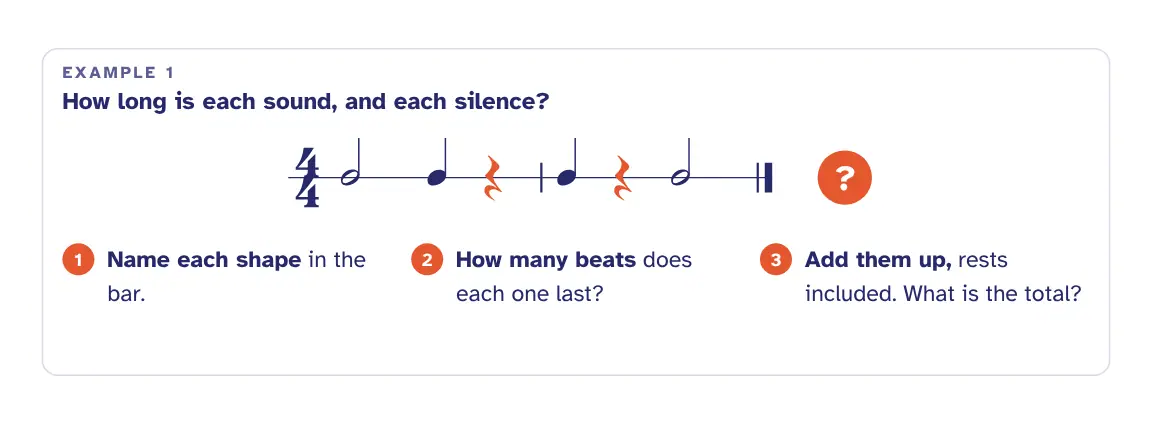 EXAMPLE 1
How long is each sound, and each silence?
4
4
?
1 Name each shape in the
bar.
2 How many beats does
each one last?
3 Add them up, rests
included. What is the total?